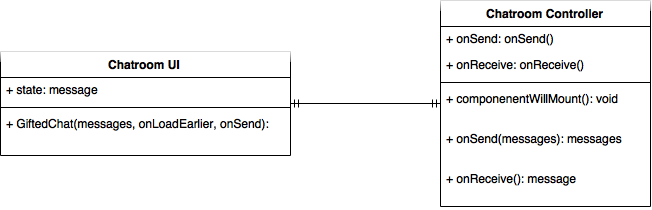 Chatroom UI
+ state: message
+ GiftedChat(messages, onLoadEarlier, onSend):
Chatroom Controller
+ onSend: onSend()
+ onReceive: onReceive()
+ componenentWillMount(): void
+ onSend(messages): messages
+ onReceive(): message